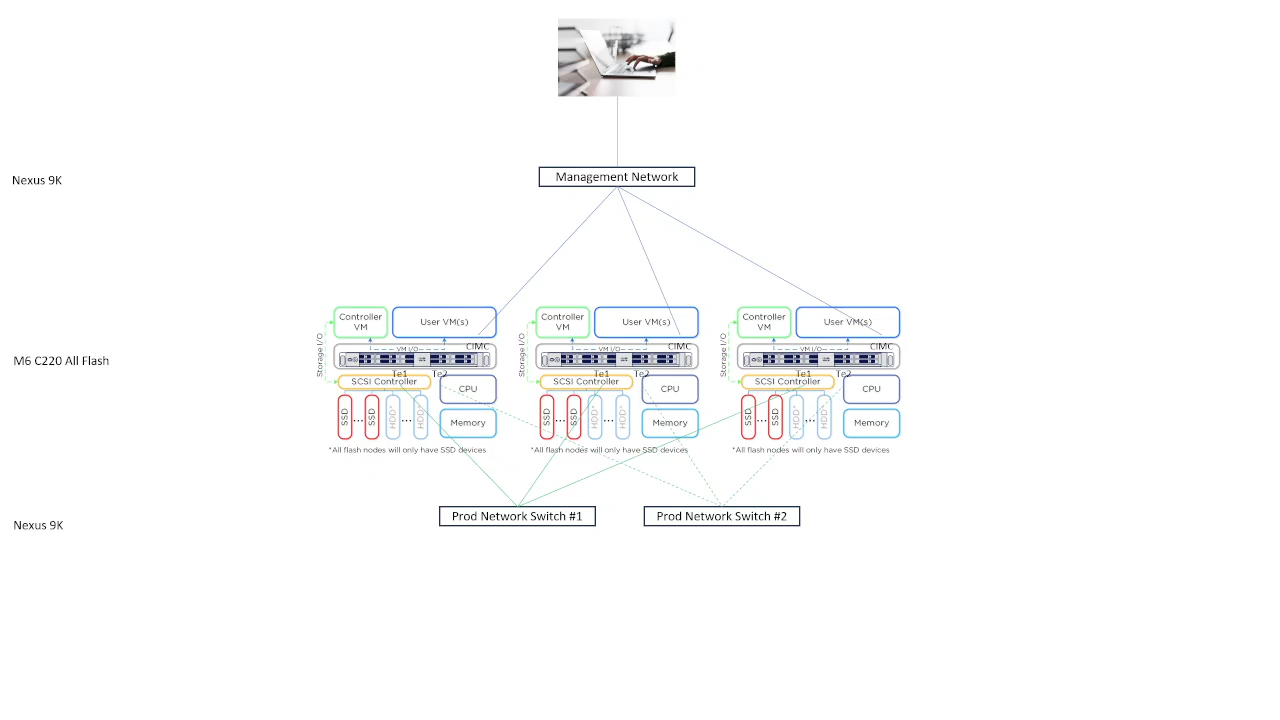 Management Network
Nexus 9K
Controller VM
User VM(s)
Controller VM
User VM(s)
Controller VM
User VM(s)
Storage I/O
VM I/O
CIMC
Storage I/O
VM I/O
CIMC
Storage I/O
VM I/O
CIMC
M6 C220 All Flash
Te1
Te2
Te1
Te2
Te1
Te2
SCSI Controller
CPU
SCSI Controller
CPU
SCSI Controller
CPU
SSD
...
SSD
HDD*
...
HDD*
Memory
SSD
...
SSD
HDD*
...
HDD*
Memory
SSD
...
SSD
HDD*
...
HDD*
Memory
*All flash nodes will only have SSD devices
*All flash nodes will only have SSD devices
*All flash nodes will only have SSD devices
Prod Network Switch #1
Prod Network Switch #2
Nexus 9K